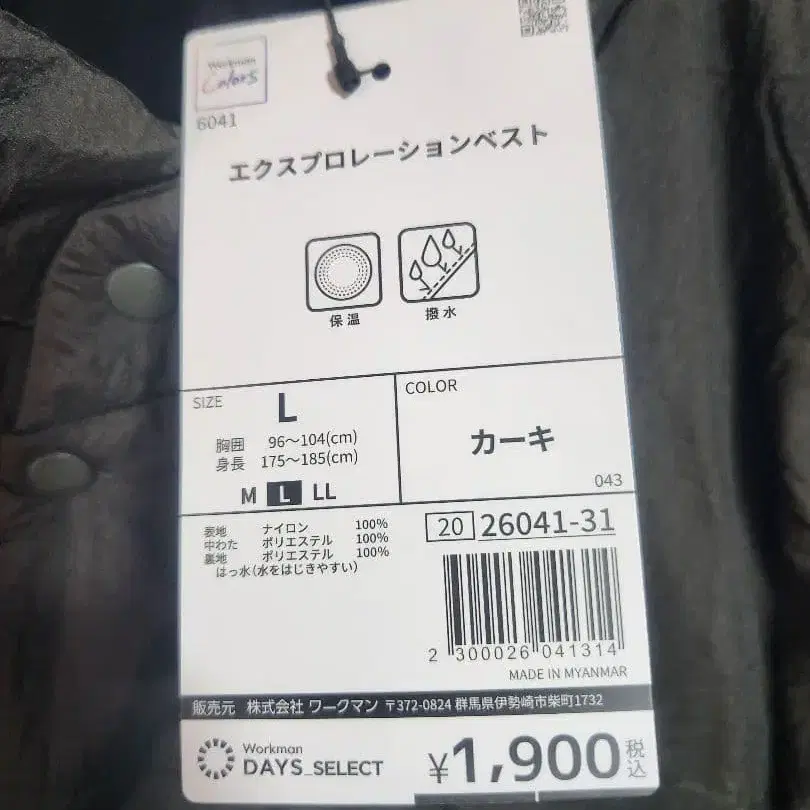 Workman
Colors
6041
エクスプロレーションベスト
保温
撥水
SIZE
L
胸囲 96〜104(cm)
身長 175〜185(cm)
M L LL
COLOR
カーキ
043
表地 ナイロン 100%
中わた ポリエステル 100%
裏地 ポリエステル 100%
はっ水(水をはじきやすい)
20 26041-31
2 300026 041314
MADE IN MYANMAR
販売元 株式会社 ワークマン 〒372-0824 群馬県伊勢崎市柴町1732
Workman
DAYS_SELECT
¥1,900税込